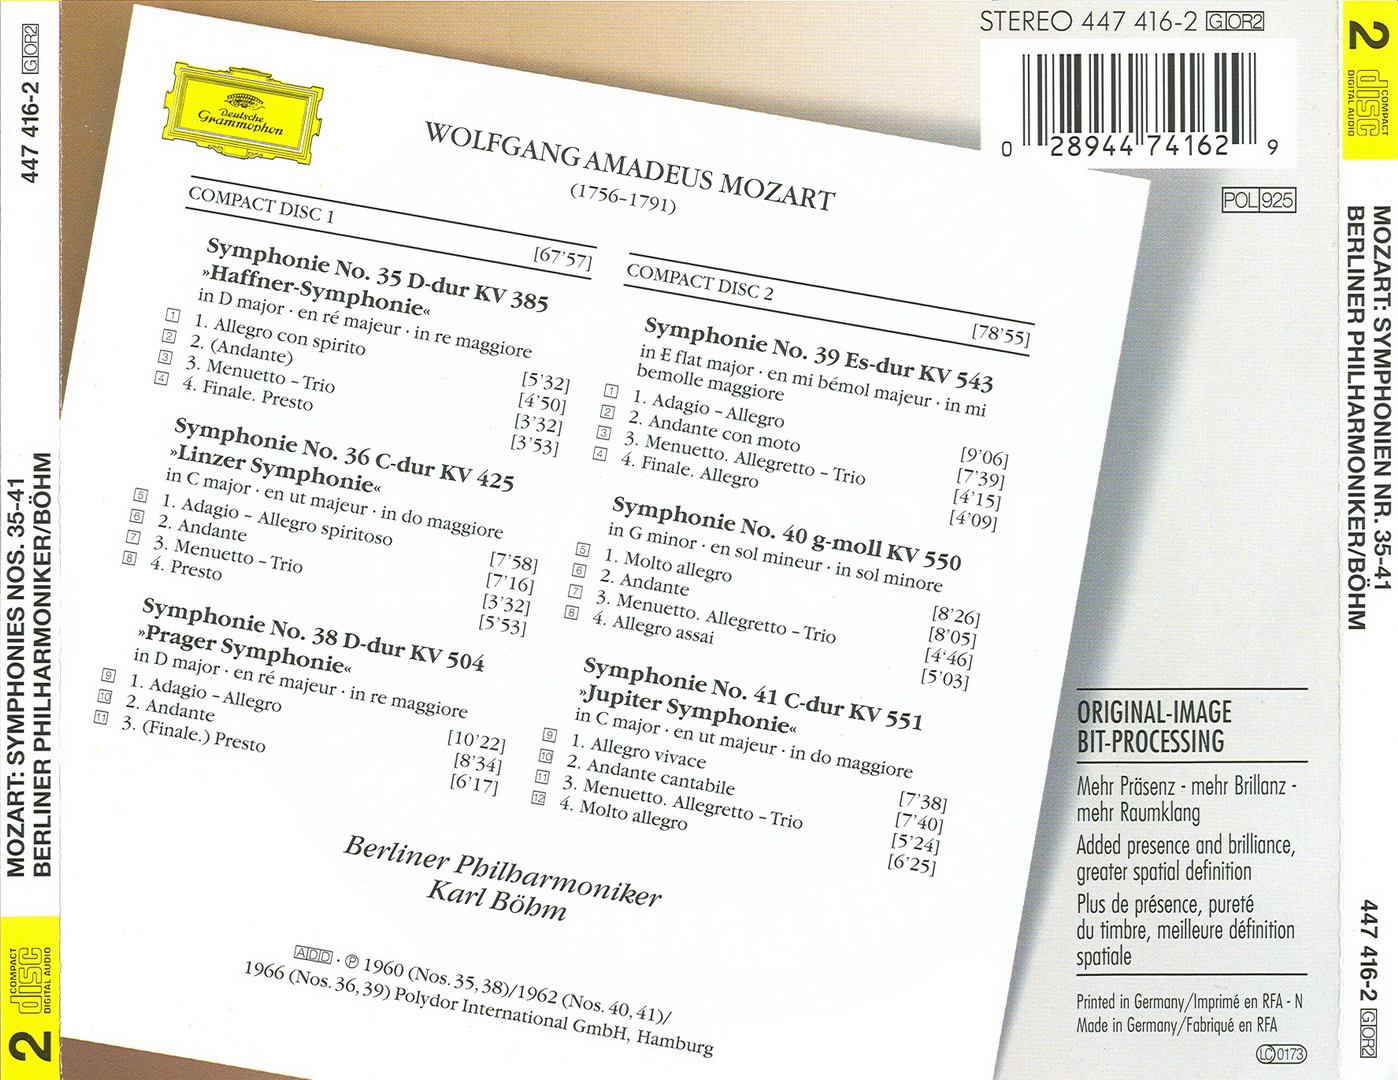 447 416-2 GOR2
MOZART: SYMPHONIES NOS. 35-41
BERLINER PHILHARMONIKER/BÖHM
COMPACT
disc
DIGITAL AUDIO
2
Deutsche
Grammophon
WOLFGANG AMADEUS MOZART
(1756–1791)
COMPACT DISC 1
[67’57]
Symphonie No. 35 D-dur KV 385
»Haffner-Symphonie«
in D major · en ré majeur · in re maggiore
1 1. Allegro con spirito [5’32]
2 2. (Andante) [4’50]
3 3. Menuetto – Trio [3’32]
4 4. Finale. Presto [3’53]
Symphonie No. 36 C-dur KV 425
»Linzer Symphonie«
in C major · en ut majeur · in do maggiore
5 1. Adagio – Allegro spiritoso [7’58]
6 2. Andante [7’16]
7 3. Menuetto – Trio [3’32]
8 4. Presto [5’53]
Symphonie No. 38 D-dur KV 504
»Prager Symphonie«
in D major · en ré majeur · in re maggiore
9 1. Adagio – Allegro [10’22]
10 2. Andante [8’34]
11 3. (Finale.) Presto [6’17]
COMPACT DISC 2
[78’55]
Symphonie No. 39 Es-dur KV 543
in E flat major · en mi bémol majeur · in mi
bemolle maggiore
1 1. Adagio – Allegro [9’06]
2 2. Andante con moto [7’39]
3 3. Menuetto. Allegretto – Trio [4’15]
4 4. Finale. Allegro [4’09]
Symphonie No. 40 g-moll KV 550
in G minor · en sol mineur · in sol minore
5 1. Molto allegro [8’26]
6 2. Andante [8’05]
7 3. Menuetto. Allegretto – Trio [4‘46]
8 4. Allegro assai [5’03]
Symphonie No. 41 C-dur KV 551
»Jupiter Symphonie«
in C major · en ut majeur · in do maggiore
9 1. Allegro vivace [7’38]
10 2. Andante cantabile [7’40]
11 3. Menuetto. Allegretto – Trio [5’24]
12 4. Molto allegro [6’25]
Berliner Philharmoniker
Karl Böhm
ADD · ℗ 1960 (Nos. 35, 38)/1962 (Nos. 40, 41)/
1966 (Nos. 36, 39) Polydor International GmbH, Hamburg
STEREO 447 416-2 GOR2
0 28944 74162 9
POL 925
ORIGINAL-IMAGE
BIT-PROCESSING
Mehr Präsenz - mehr Brillanz -
mehr Raumklang
Added presence and brilliance,
greater spatial definition
Plus de présence, pureté
du timbre, meilleure définition
spatiale
Printed in Germany/Imprimé en RFA - N
Made in Germany/Fabriqué en RFA
LC 0173
2
COMPACT
disc
DIGITAL AUDIO
MOZART: SYMPHONIEN NR. 35-41
BERLINER PHILHARMONIKER/BÖHM
447 416-2 GOR2